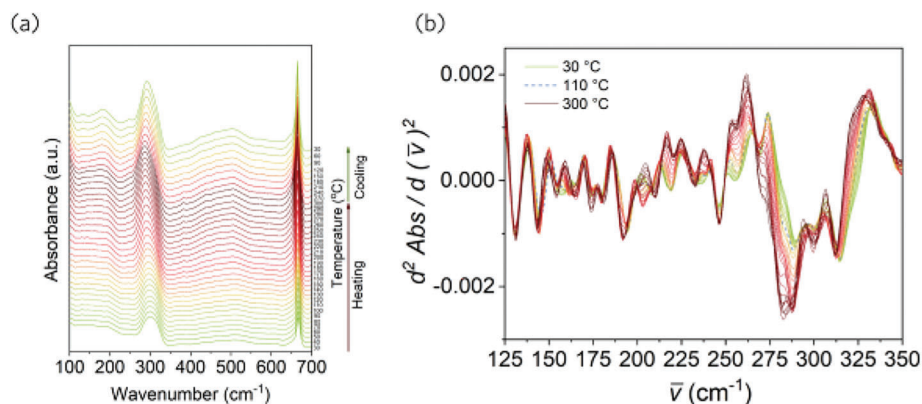 (a)
(b)
Absorbance (a.u.)
100 200 300 400 500 600 700
Wavenumber (cm⁻¹)
Temperature (°C)
Heating
Cooling
0.002
0.000
-0.002
30 °C
110 °C
300 °C
d² Abs / d (ν̅)²
125 150 175 200 225 250 275 300 325 350
ν̅ (cm⁻¹)